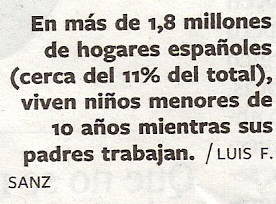 En más de 1,8 millones
de hogares españoles
(cerca del 11% del total),
viven niños menores de
10 años mientras sus
padres trabajan. / LUIS F.
SANZ